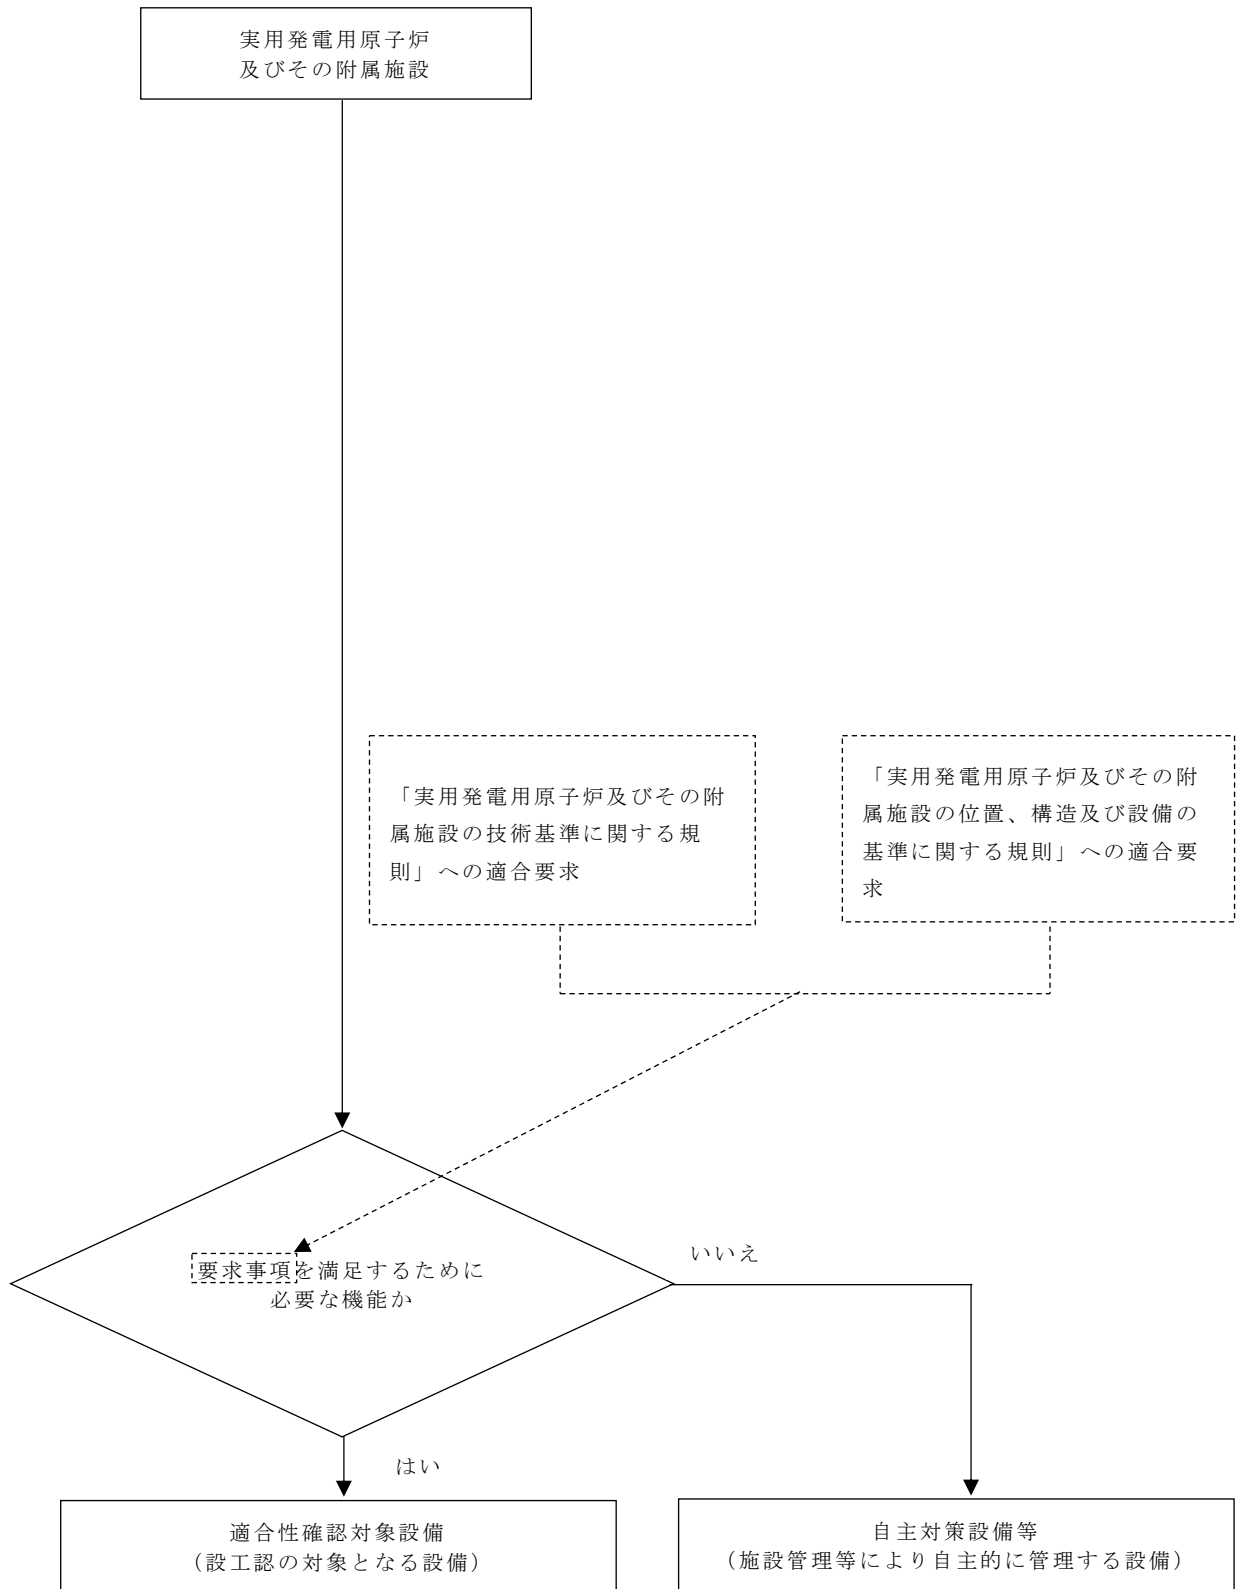 実用発電用原子炉
及びその附属施設
「実用発電用原子炉及びその附
属施設の技術基準に関する規
則」への適合要求
「実用発電用原子炉及びその附
属施設の位置、構造及び設備の
基準に関する規則」への適合要
求
要求事項を満足するために
必要な機能か
いいえ
はい
適合性確認対象設備
（設工認の対象となる設備）
自主対策設備等
（施設管理等により自主的に管理する設備）